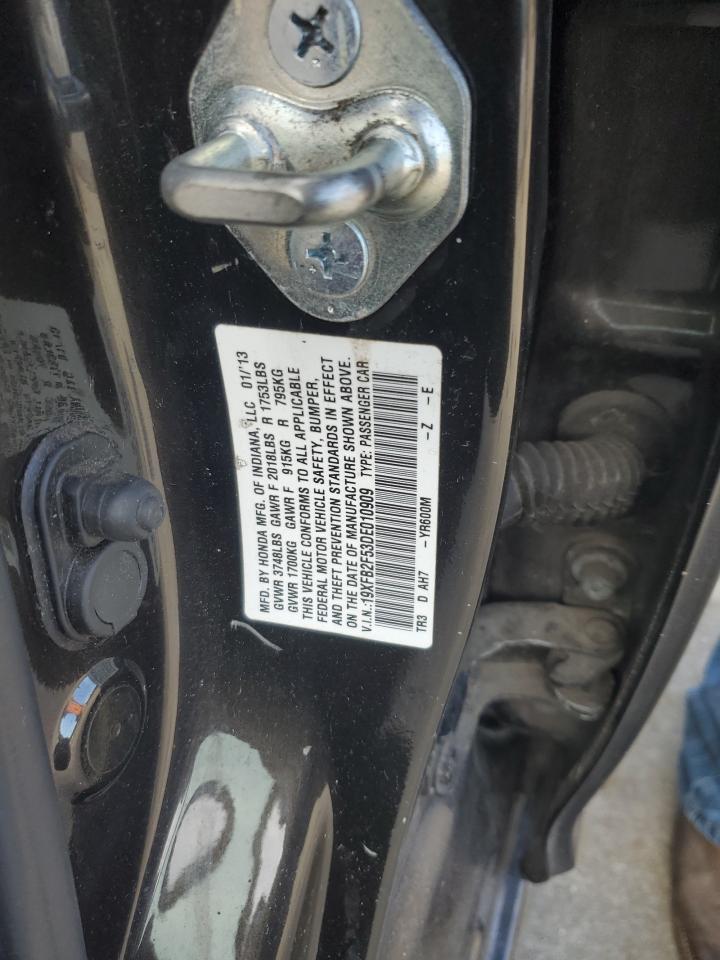 MFD. BY HONDA MFG. OF INDIANA, LLC 01/'13
GVWR 3748LBS GAWR F 2018LBS R 1753LBS
GVWR 1700KG GAWR F 915KG R 795KG
THIS VEHICLE CONFORMS TO ALL APPLICABLE
FEDERAL MOTOR VEHICLE SAFETY, BUMPER,
AND THEFT PREVENTION STANDARDS IN EFFECT
ON THE DATE OF MANUFACTURE SHOWN ABOVE.
V.I.N.:19XFB2F53DE010909 TYPE: PASSENGER CAR
TR3 D AH7 -YR600M -Z -E